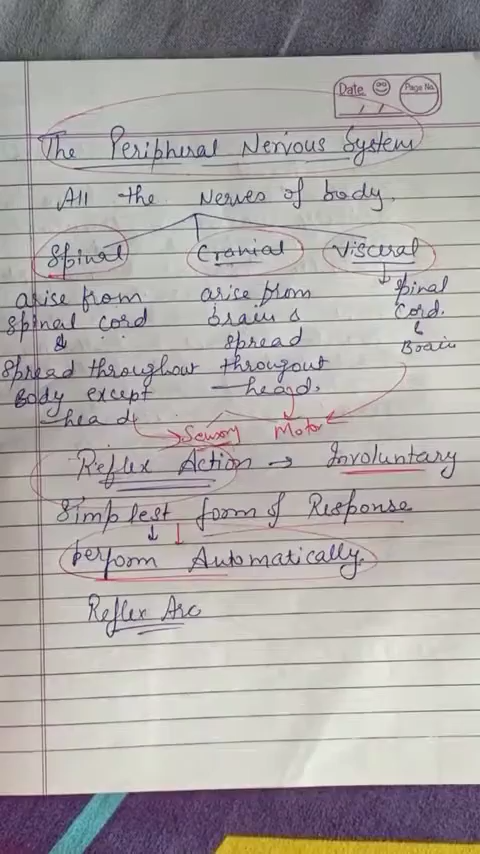 Date Page No.
The Peripheral Nervous System
All the Nerves of body.
Spinal Cranial Visceral
arise from arise from Spinal
Spinal cord brain & Cord.
& spread & Brain
Spread throughout througout
Body except head.
head
Sensory Motor
Reflex Action → Involuntary
Simplest form of Response
perform Automatically.
Reflex Arc